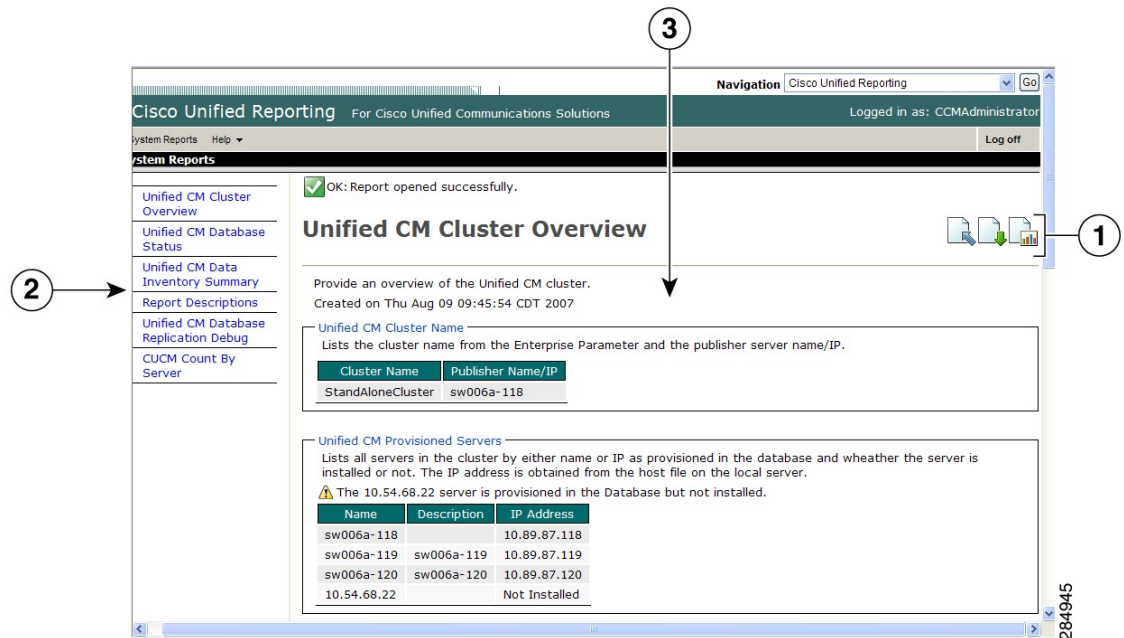 3
Navigation Cisco Unified Reporting Go
Cisco Unified Reporting For Cisco Unified Communications Solutions Logged in as: CCMAdministrator
System Reports Help Log off
ystem Reports
OK: Report opened successfully.
Unified CM Cluster
Overview
Unified CM Database
Status
Unified CM Data
Inventory Summary
Report Descriptions
Unified CM Database
Replication Debug
CUCM Count By
Server
2
Unified CM Cluster Overview
1
Provide an overview of the Unified CM cluster.
Created on Thu Aug 09 09:45:54 CDT 2007
Unified CM Cluster Name
Lists the cluster name from the Enterprise Parameter and the publisher server name/IP.
Cluster Name Publisher Name/IP
StandAloneCluster sw006a-118
Unified CM Provisioned Servers
Lists all servers in the cluster by either name or IP as provisioned in the database and wheather the server is
installed or not. The IP address is obtained from the host file on the local server.
The 10.54.68.22 server is provisioned in the Database but not installed.
Name Description IP Address
sw006a-118 10.89.87.118
sw006a-119 sw006a-119 10.89.87.119
sw006a-120 sw006a-120 10.89.87.120
10.54.68.22 Not Installed
284945